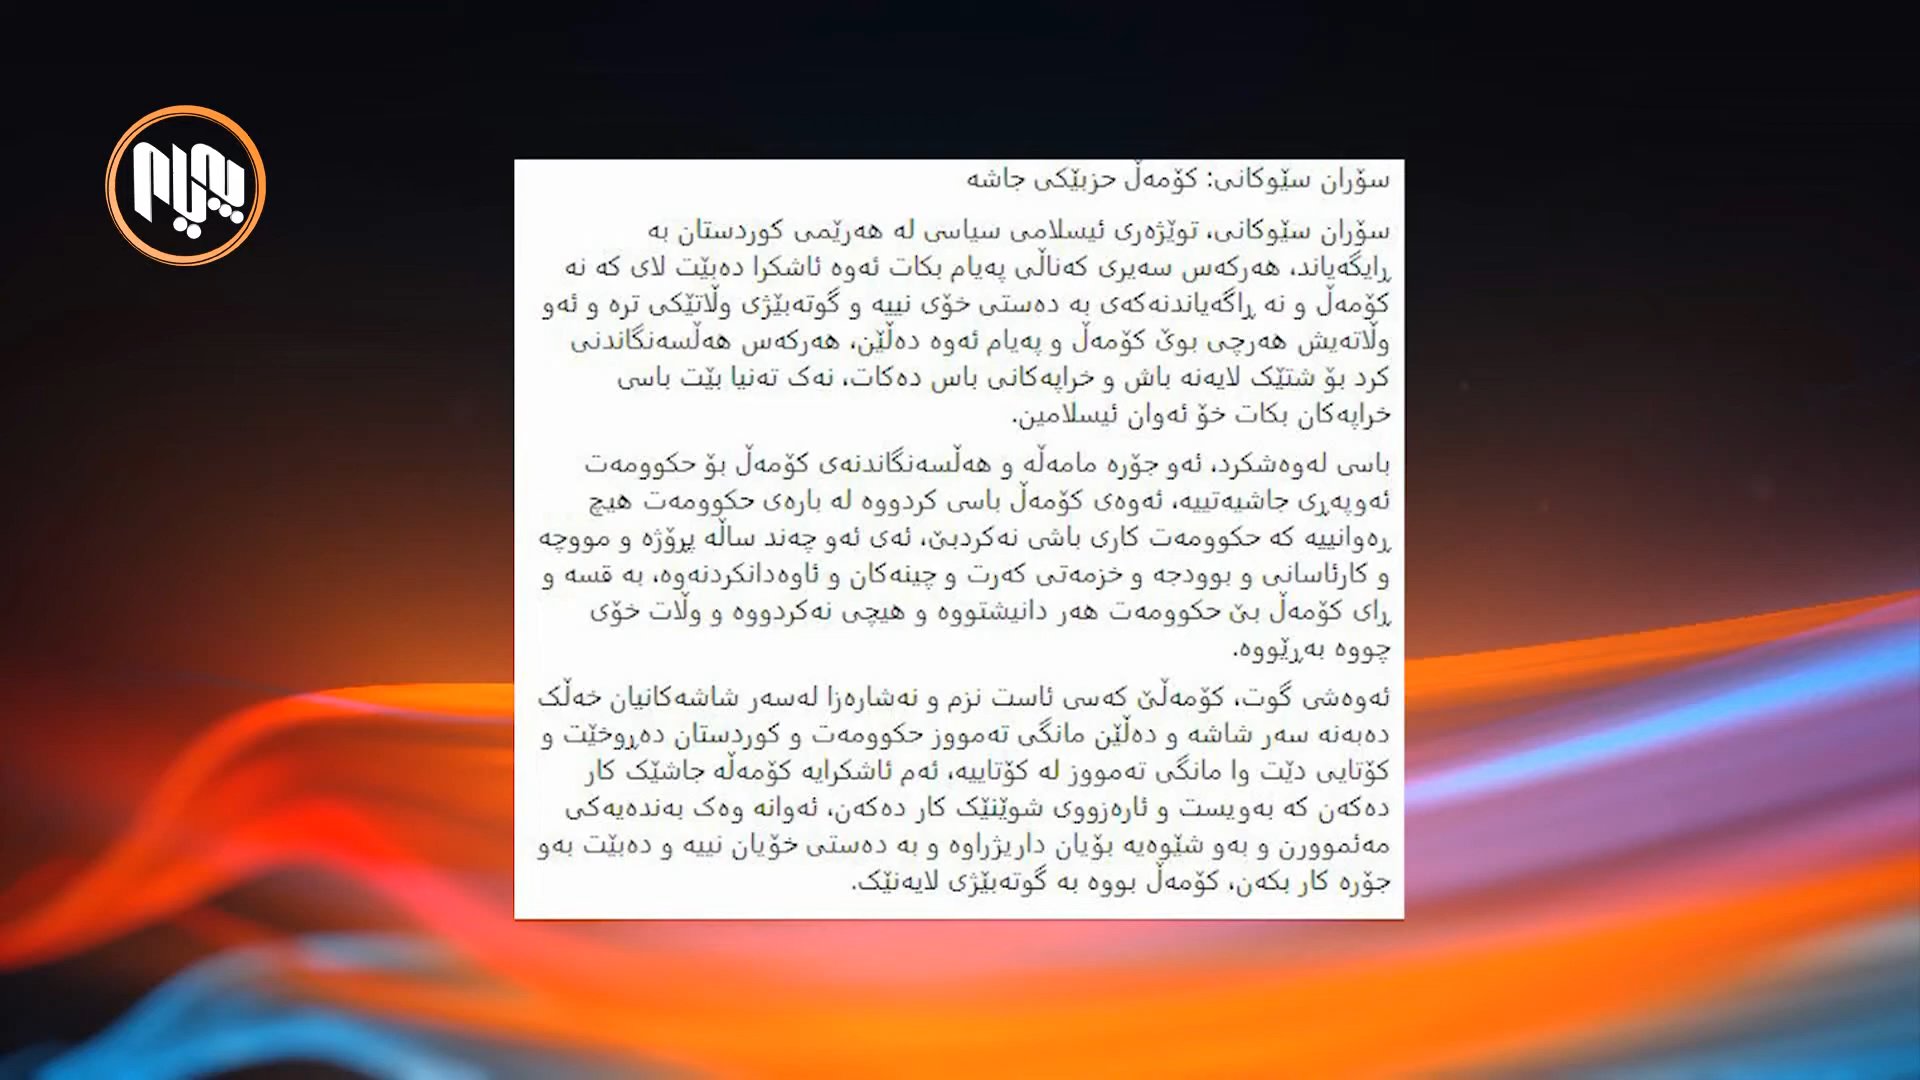 پەیام
سۆران سێوکانی: کۆمەڵ حزبێکی جاشە
سۆران سێوکانی، توێژەری ئیسلامی سیاسی لە هەرێمی کوردستان بە
ڕایگەیاند، هەرکەس سەیری کەناڵی پەیام بکات ئەوە ئاشکرا دەبێت لای کە نە
کۆمەڵ و نە ڕاگەیاندنەکەی بە دەستی خۆی نییە و گوتەبێژی وڵاتێکی ترە و ئەو
وڵاتەیش هەرچی بوێ کۆمەڵ و پەیام ئەوە دەڵێن، هەرکەس هەڵسەنگاندنی
کرد بۆ شتێک لایەنە باش و خراپەکانی باس دەکات، نەک تەنیا بێت باسی
خراپەکان بکات خۆ ئەوان ئیسلامین.
باسی لەوەشکرد، ئەو جۆرە مامەڵە و هەڵسەنگاندنەی کۆمەڵ بۆ حکوومەت
ئەوپەڕی جاشیەتییە، ئەوەی کۆمەڵ باسی کردووە لە بارەی حکوومەت هیچ
ڕەوانییە کە حکوومەت کاری باشی نەکردبێ، ئەی ئەو چەند ساڵە پڕۆژە و مووچە
و کارئاسانی و بوودجە و خزمەتی کەرت و چینەکان و ئاوەدانکردنەوە، بە قسە و
ڕای کۆمەڵ بێ حکوومەت هەر دانیشتووە و هیچی نەکردووە و وڵات خۆی
چووە بەڕێووە.
ئەوەشی گوت، کۆمەڵێ کەسی ئاست نزم و نەشارەزا لەسەر شاشەکانیان خەڵک
دەبەنە سەر شاشە و دەڵێن مانگی تەمووز حکوومەت و کوردستان دەڕوخێت و
کۆتایی دێت وا مانگی تەمووز لە کۆتاییە، ئەم ئاشکرایە کۆمەڵە جاشێک کار
دەکەن کە بەویست و ئارەزووی شوێنێک کار دەکەن، ئەوانە وەک بەندەیەکی
مەئموورن و بەو شێوەیە بۆیان داریژراوە و بە دەستی خۆیان نییە و دەبێت بەو
جۆرە کار بکەن، کۆمەڵ بووە بە گوتەبێژی لایەنێک.